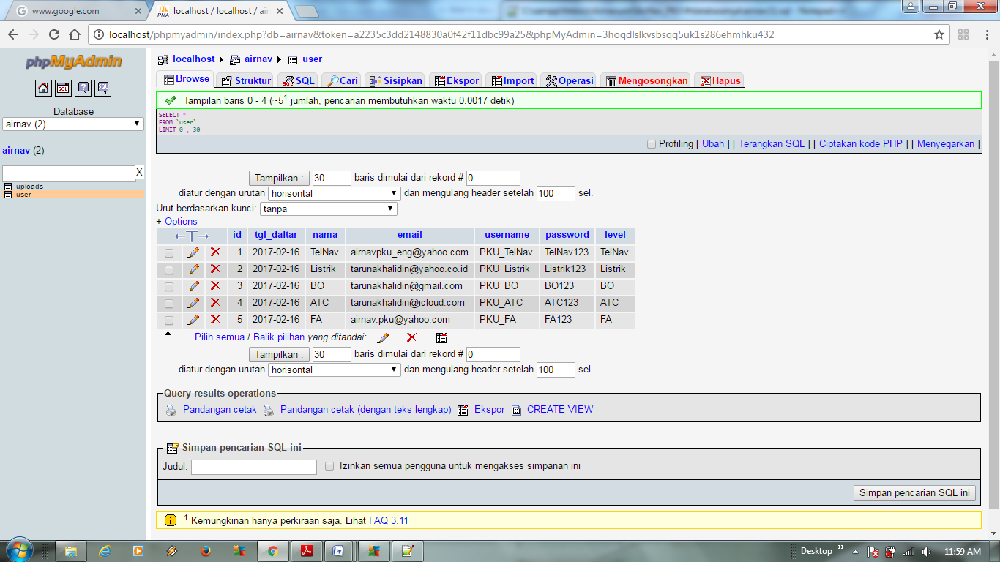 www.google.com
localhost / localhost / air
localhost/phpmyadmin/index.php?db=airnav&token=a2235c3dd2148830a0f42f11dbc99a25&phpMyAdmin=3hoqdlslkvsbsqq5uk1s286ehmhku432
phpMyAdmin
Database
airnav (2)
airnav (2)
X
uploads
user
localhost airnav user
Browse Struktur SQL Cari Sisipkan Ekspor Import Operasi Mengosongkan Hapus
Tampilan baris 0 - 4 (~5¹ jumlah, pencarian membutuhkan waktu 0.0017 detik)
SELECT *
FROM `user`
LIMIT 0 , 30
Profiling [ Ubah ] [ Terangkan SQL ] [ Ciptakan kode PHP ] [ Menyegarkan ]
Tampilkan : 30 baris dimulai dari rekord # 0
diatur dengan urutan horisontal dan mengulang header setelah 100 sel.
Urut berdasarkan kunci: tanpa
+ Options
id tgl_daftar nama email username password level
1 2017-02-16 TelNav airnavpku_eng@yahoo.com PKU_TelNav TelNav123 TelNav
2 2017-02-16 Listrik tarunakhalidin@yahoo.co.id PKU_Listrik Listrik123 Listrik
3 2017-02-16 BO tarunakhalidin@gmail.com PKU_BO BO123 BO
4 2017-02-16 ATC tarunakhalidin@icloud.com PKU_ATC ATC123 ATC
5 2017-02-16 FA airnav.pku@yahoo.com PKU_FA FA123 FA
Pilih semua / Balik pilihan yang ditandai:
Tampilkan : 30 baris dimulai dari rekord # 0
diatur dengan urutan horisontal dan mengulang header setelah 100 sel.
Query results operations
Pandangan cetak Pandangan cetak (dengan teks lengkap) Ekspor CREATE VIEW
Simpan pencarian SQL ini
Judul: Izinkan semua pengguna untuk mengakses simpanan ini
Simpan pencarian SQL ini
¹ Kemungkinan hanya perkiraan saja. Lihat FAQ 3.11
Desktop » 11:59 AM